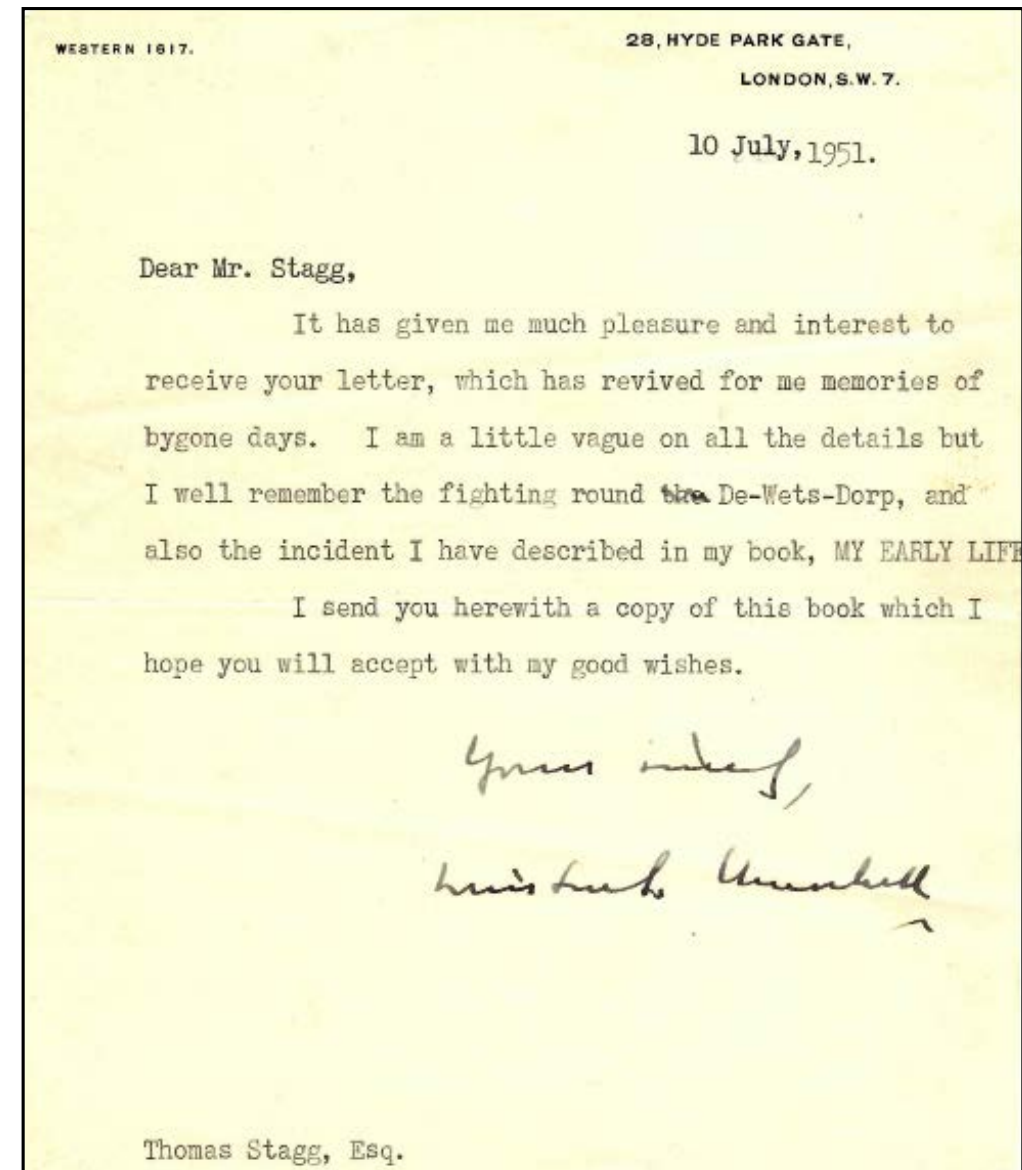 WESTERN 1617.
28, HYDE PARK GATE,
LONDON, S.W. 7.
10 July, 1951.
Dear Mr. Stagg,
It has given me much pleasure and interest to
receive your letter, which has revived for me memories of
bygone days. I am a little vague on all the details but
I well remember the fighting round the De-Wets-Dorp, and
also the incident I have described in my book, MY EARLY LIFE
I send you herewith a copy of this book which I
hope you will accept with my good wishes.
Yours sincerely,
Winston S. Churchill
Thomas Stagg, Esq.